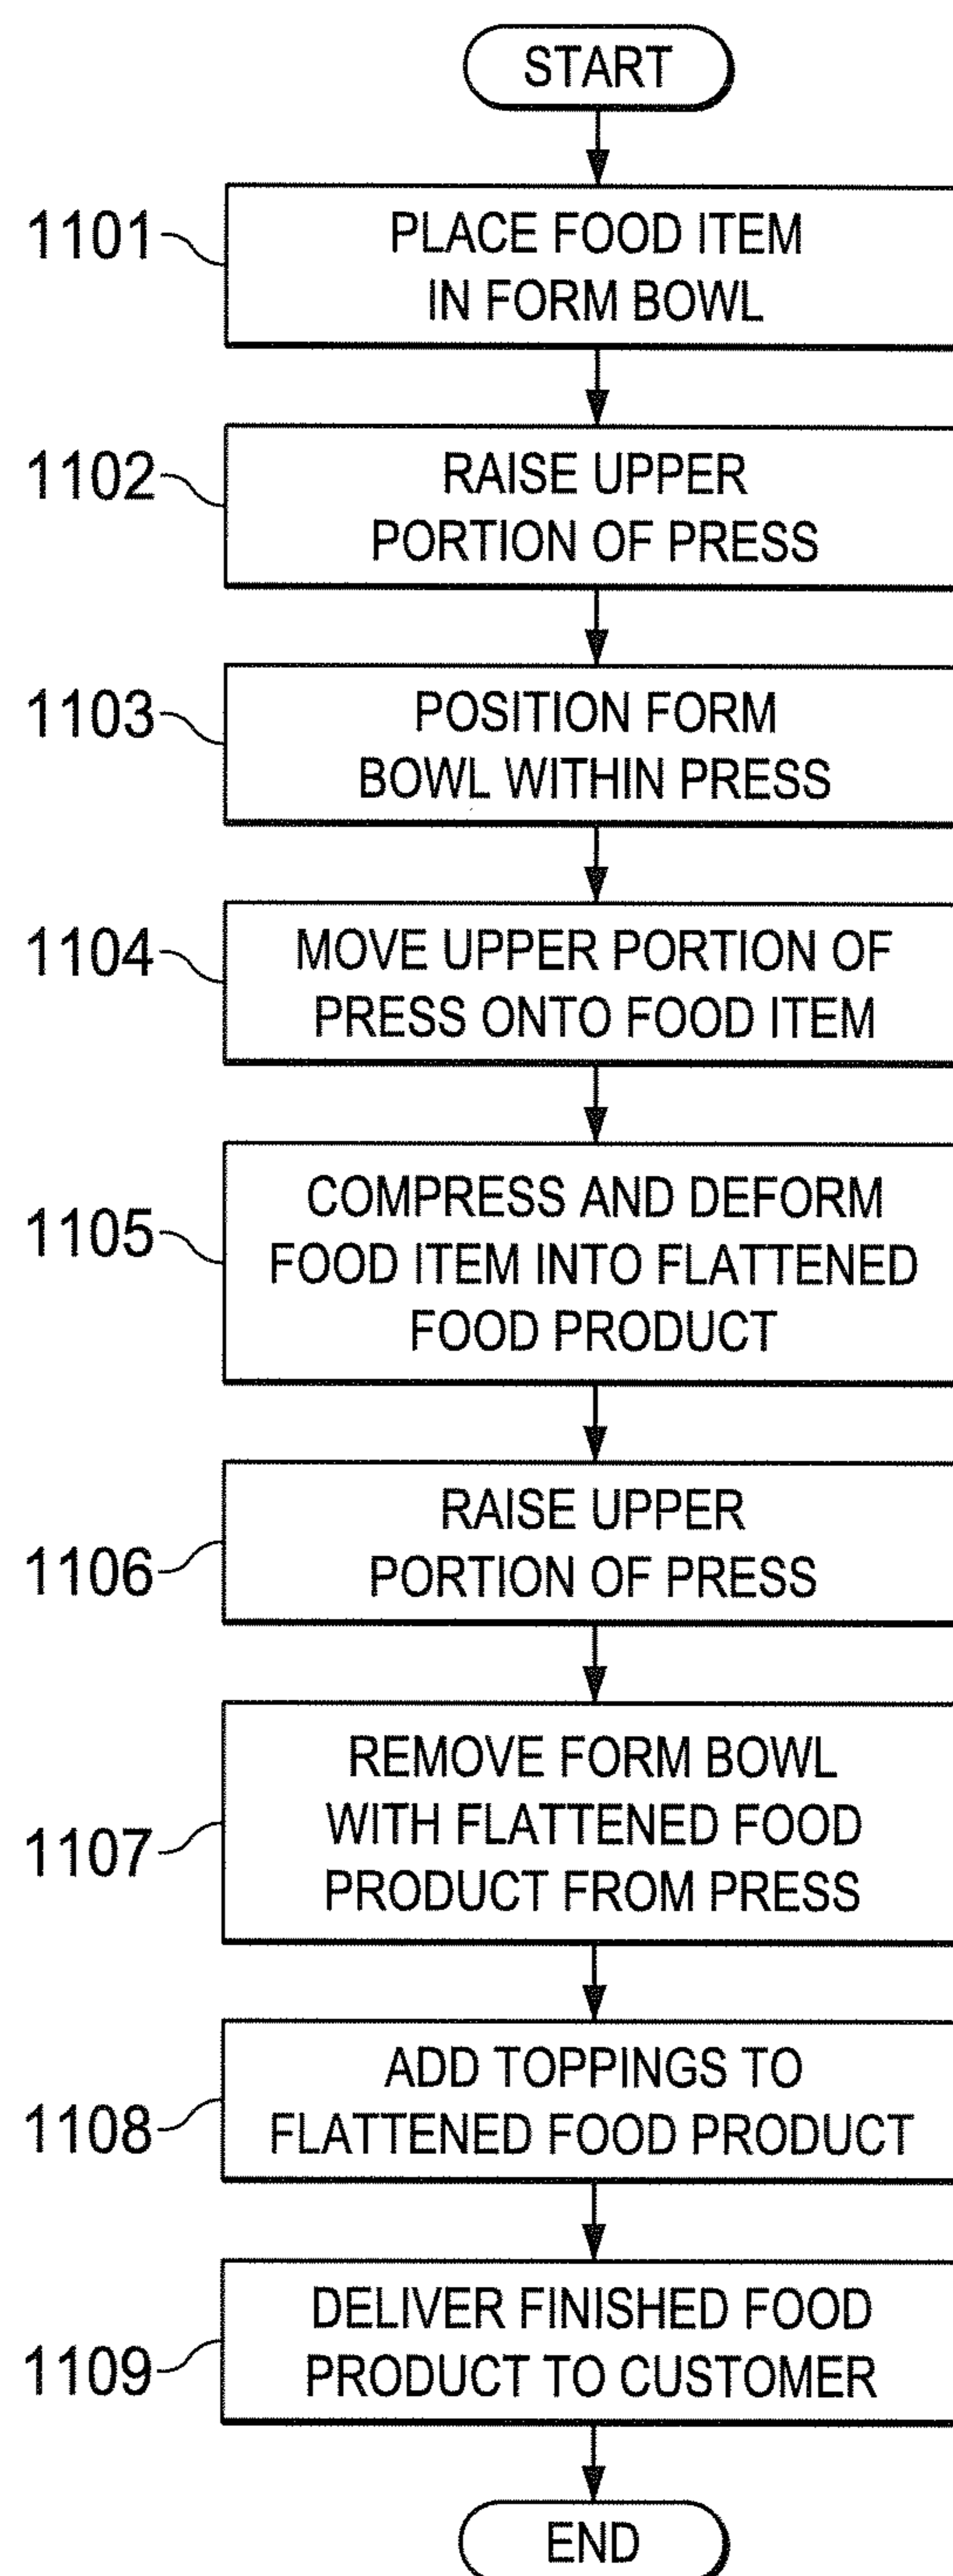 START
1101
PLACE FOOD ITEM
IN FORM BOWL
1102
RAISE UPPER
PORTION OF PRESS
1103
POSITION FORM
BOWL WITHIN PRESS
1104
MOVE UPPER PORTION OF
PRESS ONTO FOOD ITEM
1105
COMPRESS AND DEFORM
FOOD ITEM INTO FLATTENED
FOOD PRODUCT
1106
RAISE UPPER
PORTION OF PRESS
1107
REMOVE FORM BOWL
WITH FLATTENED FOOD
PRODUCT FROM PRESS
1108
ADD TOPPINGS TO
FLATTENED FOOD PRODUCT
1109
DELIVER FINISHED FOOD
PRODUCT TO CUSTOMER
END